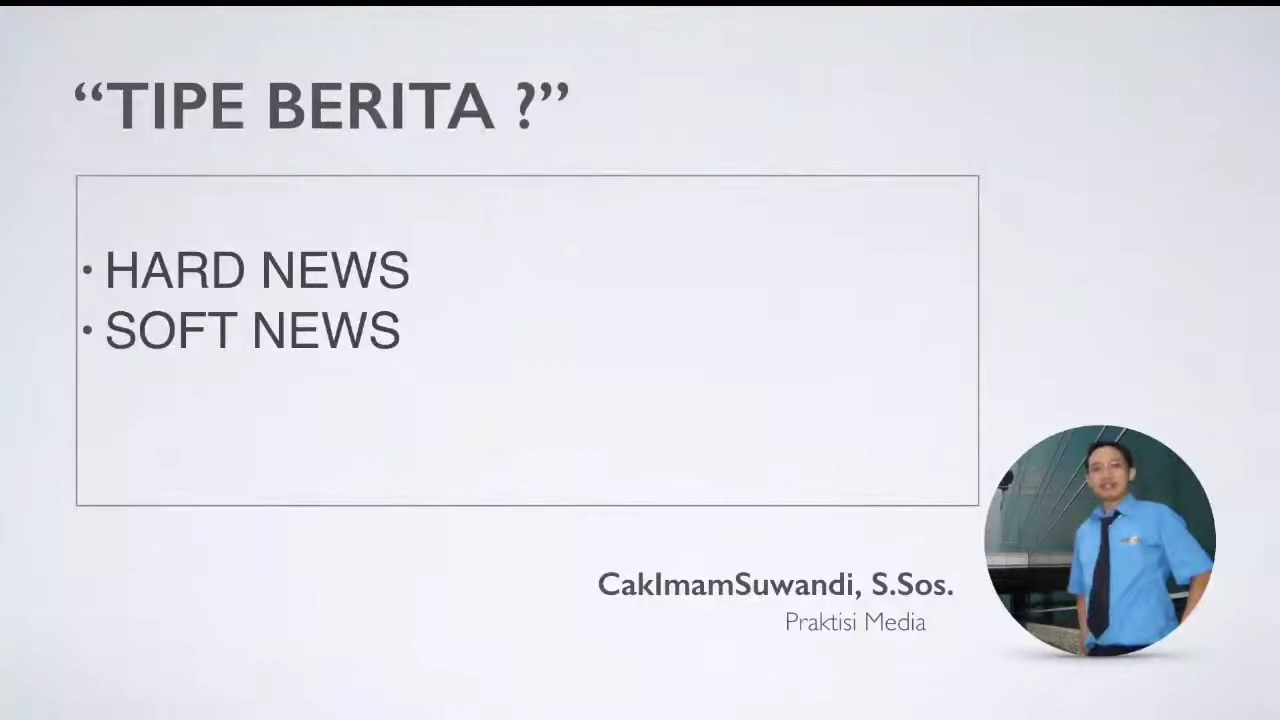 “TIPE BERITA ?”
• HARD NEWS
• SOFT NEWS
CakImamSuwandi, S.Sos.
Praktisi Media